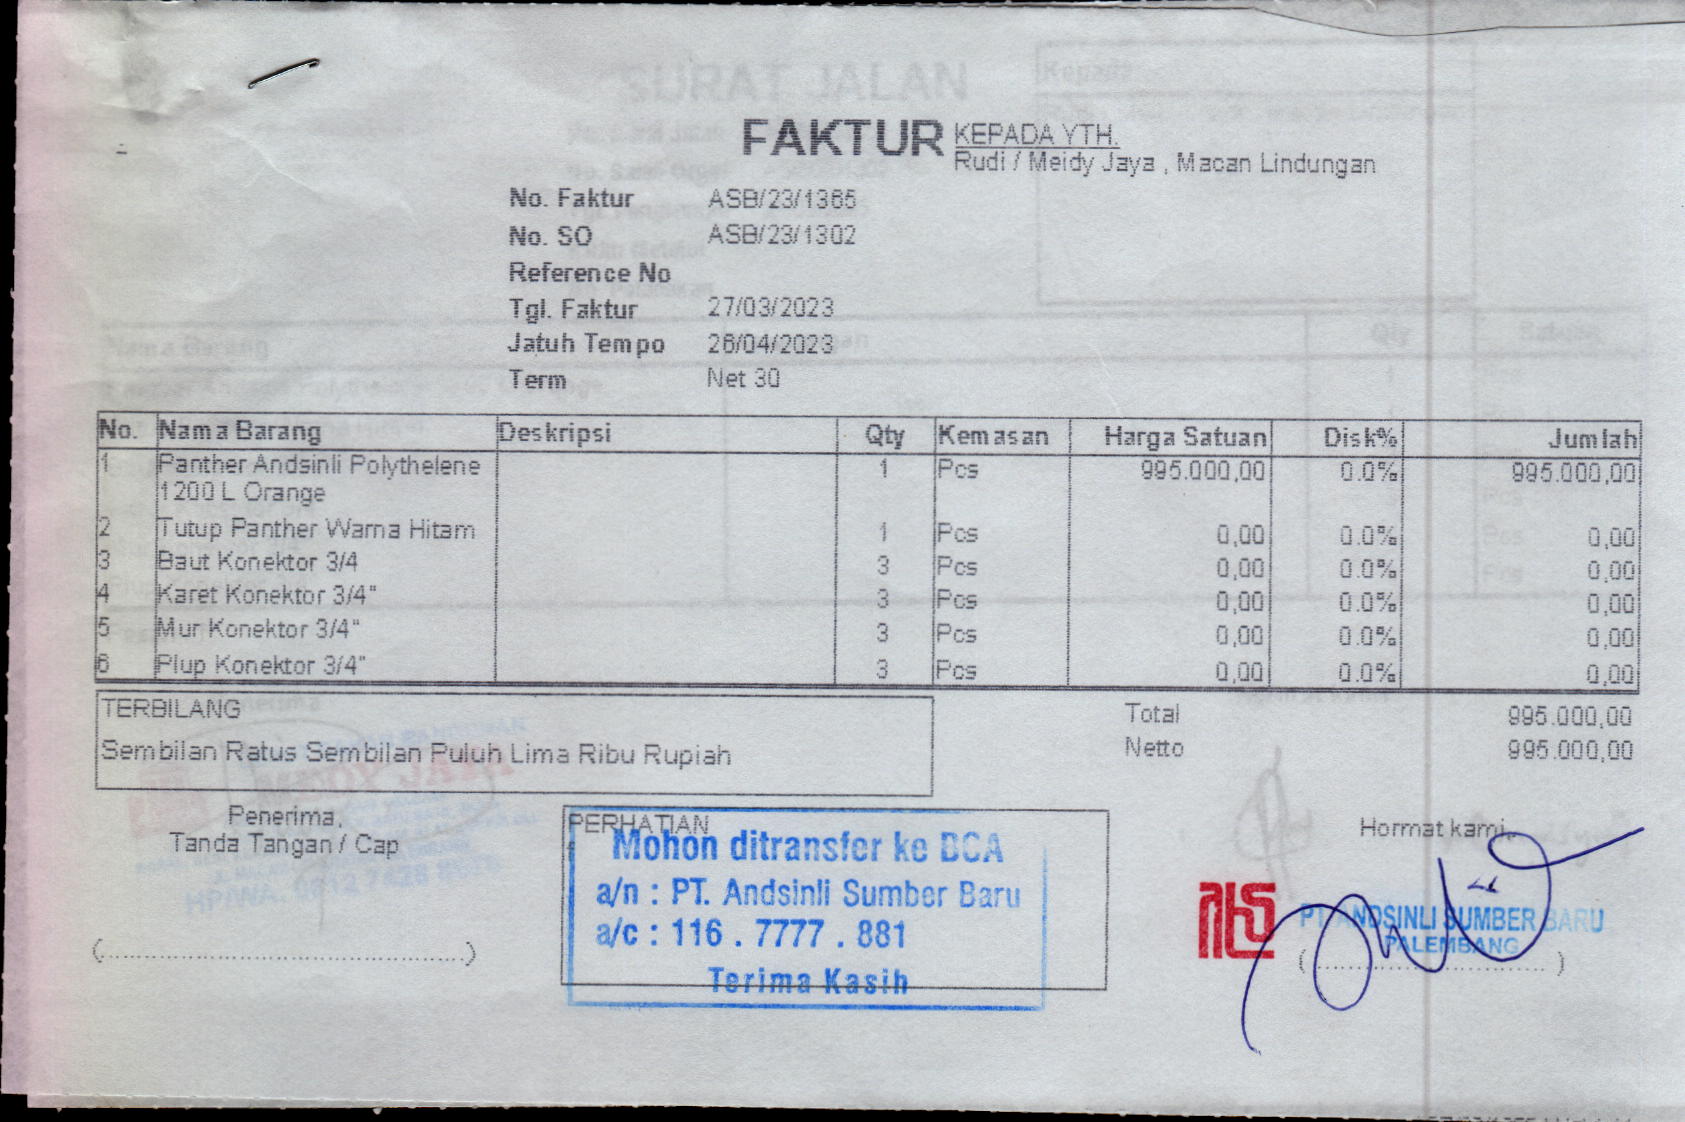 SURAT JALAN
Kepada
FAKTUR
KEPADA YTH.
Rudi / Meidy Jaya , Macan Lindungan
No. Faktur ASB/23/1365
No. SO ASB/23/1302
Reference No
Tgl. Faktur 27/03/2023
Jatuh Tempo 26/04/2023
Term Net 30
No. Nama Barang Deskripsi Qty Kemasan Harga Satuan Disk% Jumlah
1 Panther Andsinli Polythelene 1 Pcs 995.000,00 0.0% 995.000,00
1200 L Orange
2 Tutup Panther Warna Hitam 1 Pcs 0,00 0.0% 0,00
3 Baut Konektor 3/4 3 Pcs 0,00 0.0% 0,00
4 Karet Konektor 3/4" 3 Pcs 0,00 0.0% 0,00
5 Mur Konektor 3/4" 3 Pcs 0,00 0.0% 0,00
6 Plup Konektor 3/4" 3 Pcs 0,00 0.0% 0,00
TERBILANG
Sembilan Ratus Sembilan Puluh Lima Ribu Rupiah
Total 995.000,00
Netto 995.000,00
Penerima,
Tanda Tangan / Cap
(..........................................)
PERHATIAN
Mohon ditransfer ke BCA
a/n : PT. Andsinli Sumber Baru
a/c : 116 . 7777 . 881
Terima Kasih
Hormat kami,
PT ANDSINLI SUMBER BARU
PALEMBANG
(..........................)